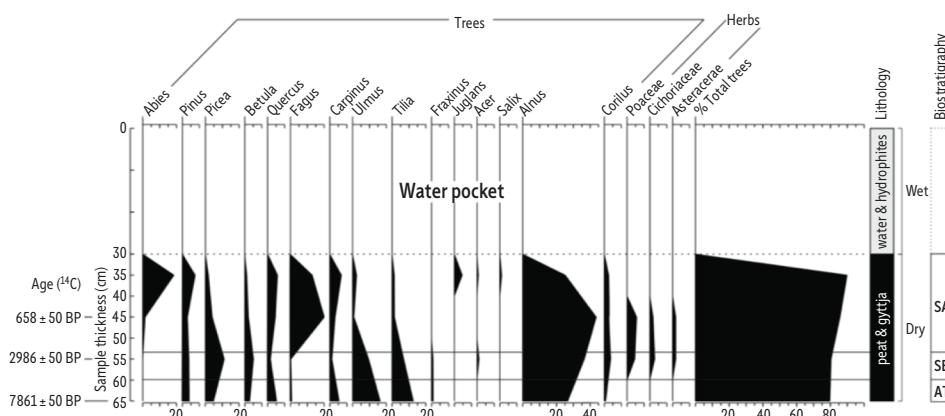 Trees
Herbs
Abies
Pinus
Picea
Betula
Quercus
Fagus
Carpinus
Ulmus
Tilia
Fraxinus
Juglans
Acer
Salix
Alnus
Corilus
Poaceae
Cichoriaceae
Asteracerae
% Total trees
Lithology
Biostratigraphy
0
Water pocket
water & hydrophites
Wet
30
35
40
45
50
55
60
65
Sample thickness (cm)
Age (¹⁴C)
658 ± 50 BP
2986 ± 50 BP
7861 ± 50 BP
peat & gyttja
Dry
SA
SB
AT
20 20 20 20 20 20 40 20 40 60 80